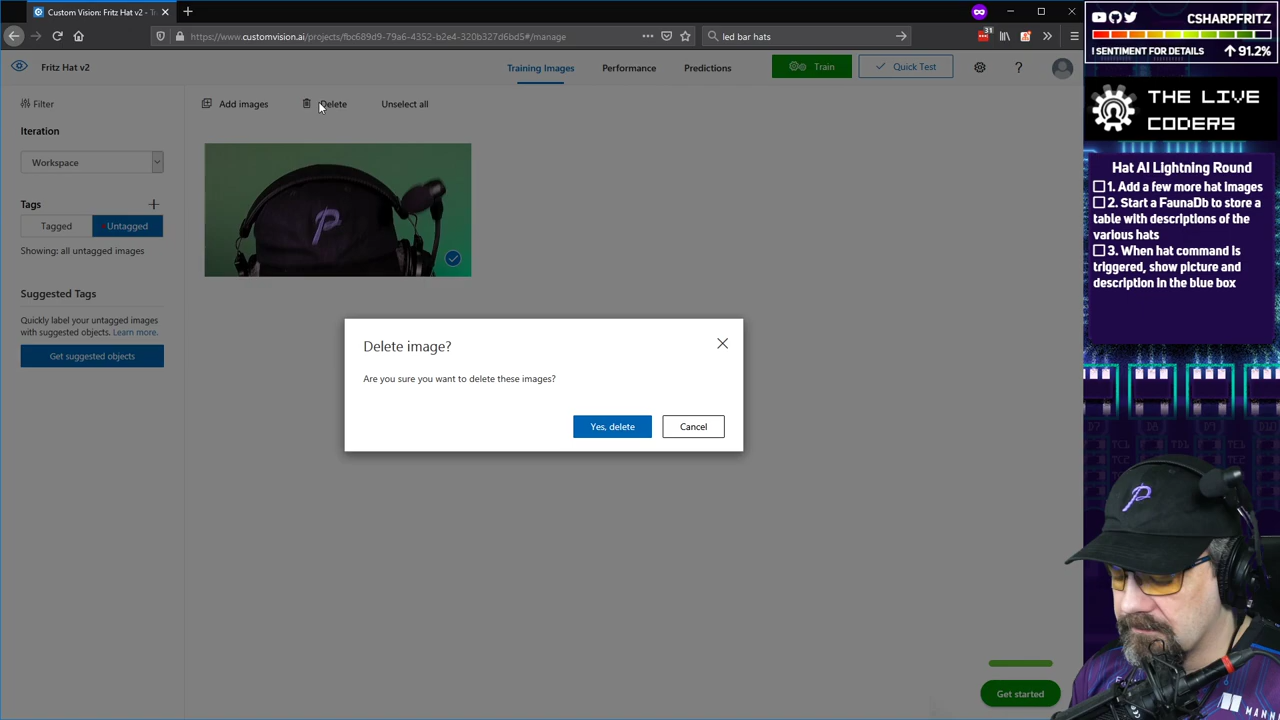 Custom Vision: Fritz Hat v2 - Tra
https://www.customvision.ai/projects/fbc689d9-79a6-4352-b2e4-320b327d6bd5#/manage
led bar hats
31
Fritz Hat v2
Training Images
Performance
Predictions
Train
Quick Test
?
Filter
Add images
Delete
Unselect all
Iteration
Workspace
Tags
Tagged
Untagged
Showing: all untagged images
Suggested Tags
Quickly label your untagged images
with suggested objects. Learn more.
Get suggested objects
Delete image?
Are you sure you want to delete these images?
Yes, delete
Cancel
Get started
CSHARPFRITZ
! SENTIMENT FOR DETAILS
91.2%
THE LIVE
CODERS
Hat AI Lightning Round
1. Add a few more hat images
2. Start a FaunaDb to store a
table with descriptions of the
various hats
3. When hat command is
triggered, show picture and
description in the blue box